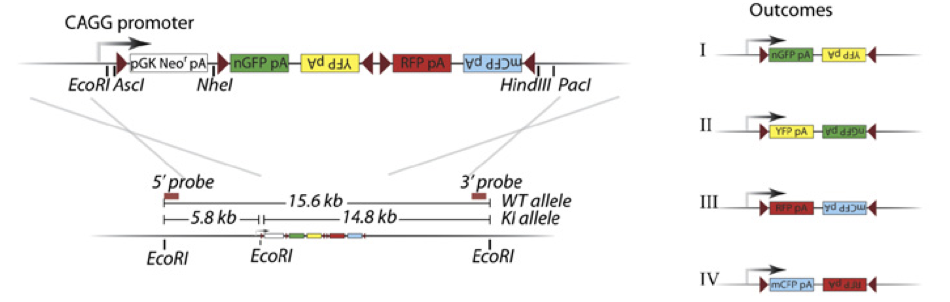 CAGG promoter
pGK Neoʳ pA nGFP pA YFP pA RFP pA mCFP pA
EcoRI AscI NheI HindIII PacI
5' probe 3' probe
15.6 kb WT allele
5.8 kb 14.8 kb KI allele
EcoRI EcoRI EcoRI
Outcomes
I nGFP pA YFP pA
II YFP pA nGFP pA
III RFP pA mCFP pA
IV mCFP pA RFP pA